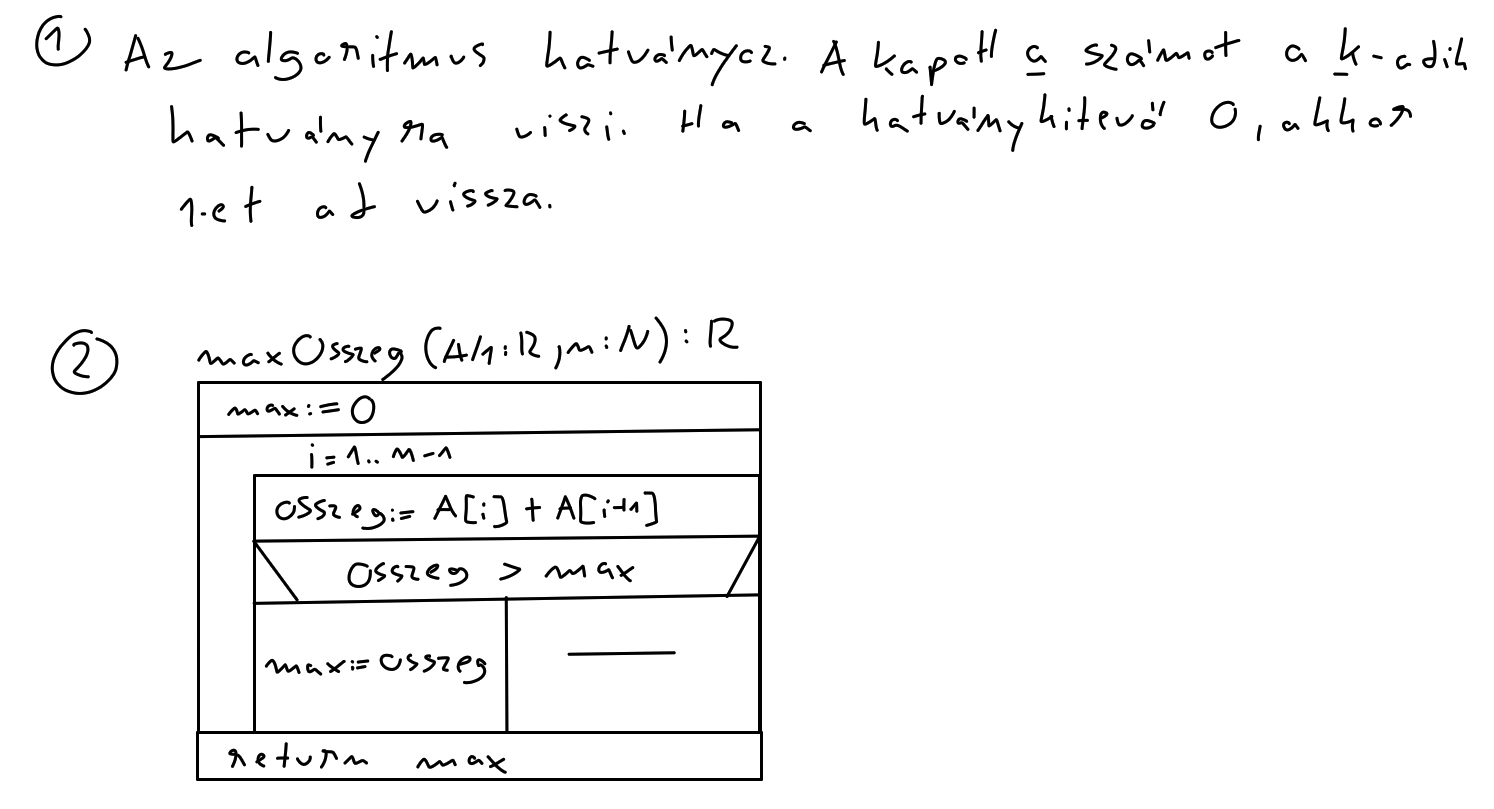 ① Az algoritmus hatványoz. A kapott a számot a k-adik
hatványra viszi. Ha a hatványkitevő 0, akkor
1-et ad vissza.
② maxOsszeg (A/1:R, n:N): R
max:= 0
i = 1.. n-1
osszeg:= A[i] + A[i+1]
osszeg > max
max:= osszeg
return max